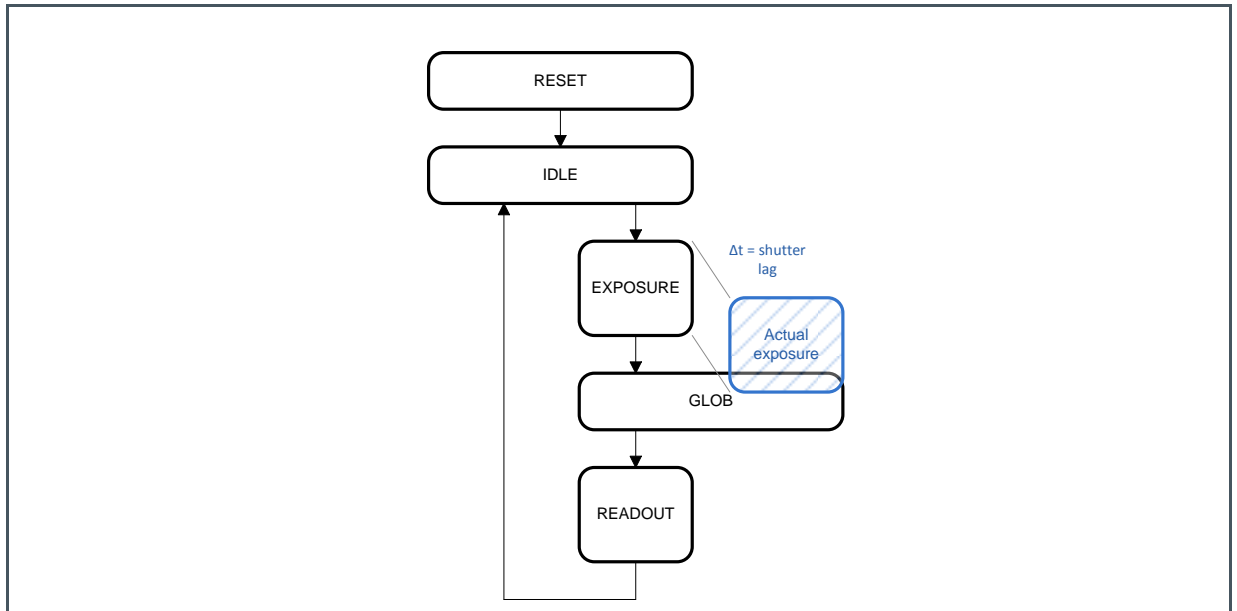 RESET
IDLE
EXPOSURE
Δt = shutter
lag
Actual
exposure
GLOB
READOUT